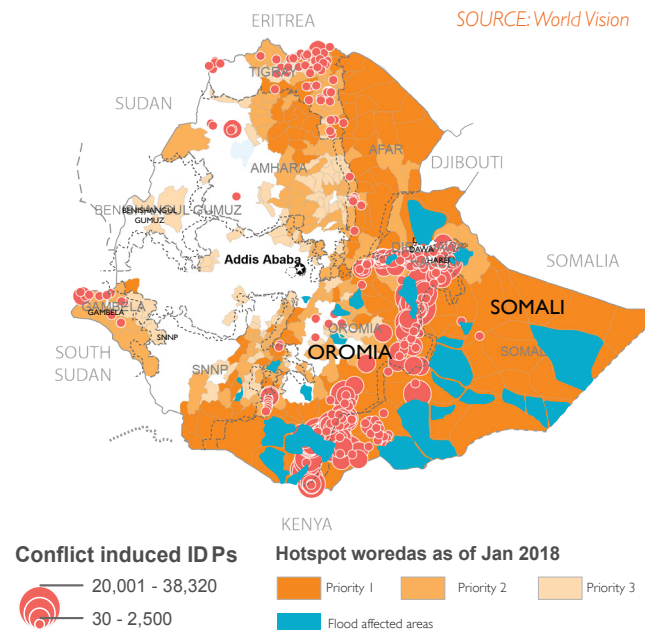 ERITREA
SOURCE: World Vision
TIGRAY
SUDAN
AFAR
AMHARA
DJIBOUTI
BENISHANGUL-GUMUZ
BENISHANGUL
GUMUZ
DAWA
HARERI
Addis Ababa
SOMALIA
GAMBELA
GAMBELA
SOMALI
SNNP
OROMIA
OROMIA
SOMALI
SOUTH
SUDAN
SNNP
KENYA
Conflict induced IDPs
20,001 - 38,320
30 - 2,500
Hotspot woredas as of Jan 2018
Priority 1
Priority 2
Priority 3
Flood affected areas